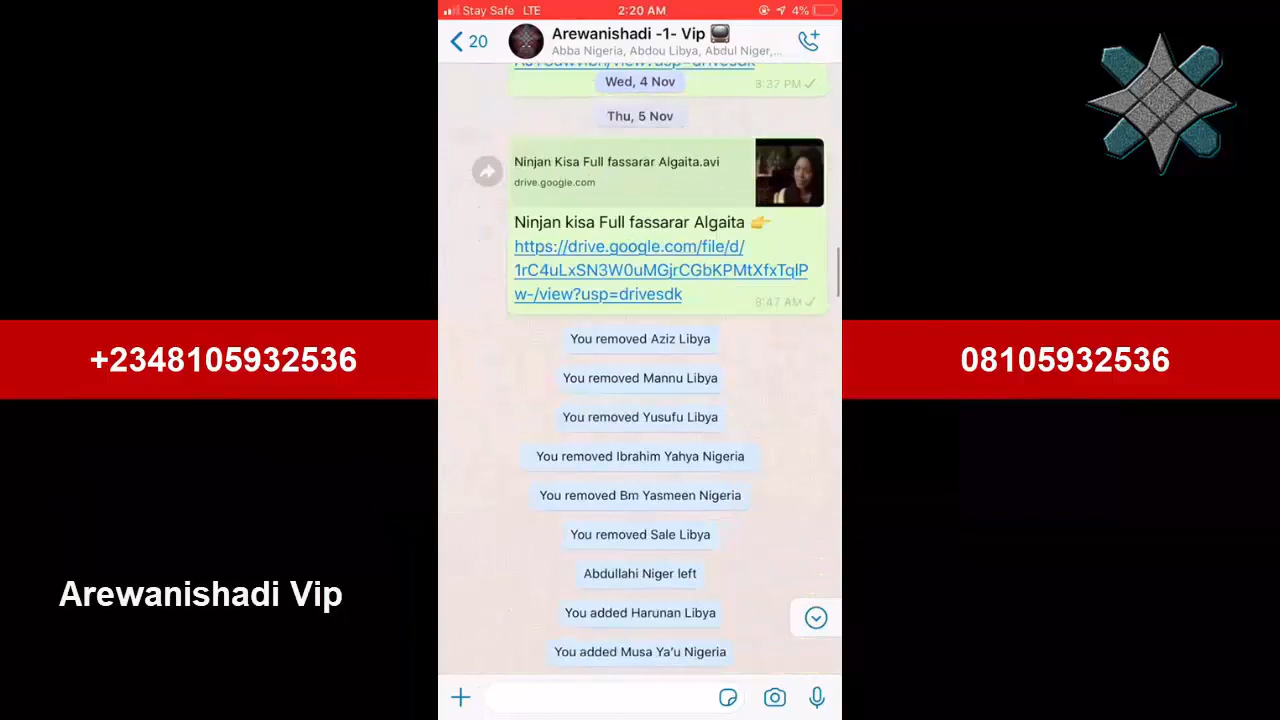 Stay Safe LTE 2:20 AM 4%
20 Arewanishadi -1- Vip
Abba Nigeria, Abdou Libya, Abdul Niger,...
Wed, 4 Nov 8:37 PM
Thu, 5 Nov
Ninjan Kisa Full fassarar Algaita.avi
drive.google.com
Ninjan kisa Full fassarar Algaita 👉
https://drive.google.com/file/d/
1rC4uLxSN3W0uMGjrCGbKPMtXfxTqlP
w-/view?usp=drivesdk
8:47 AM
You removed Aziz Libya
+2348105932536
08105932536
You removed Mannu Libya
You removed Yusufu Libya
You removed Ibrahim Yahya Nigeria
You removed Bm Yasmeen Nigeria
You removed Sale Libya
Abdullahi Niger left
Arewanishadi Vip
You added Harunan Libya
You added Musa Ya'u Nigeria